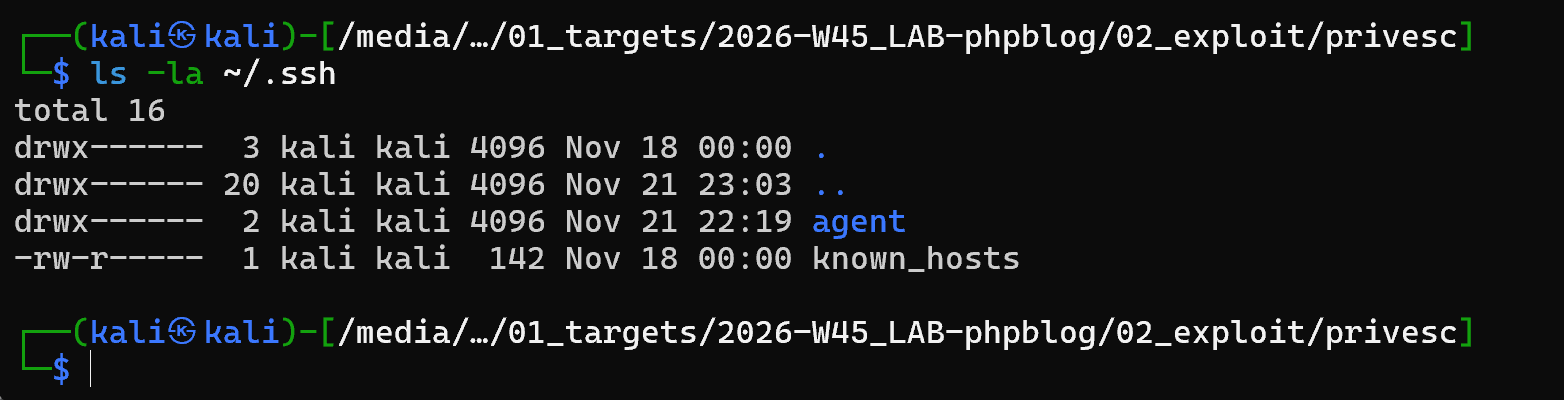 ┌──(kali㉿kali)-[/media/…/01_targets/2026-W45_LAB-phpblog/02_exploit/privesc]
└─$ ls -la ~/.ssh
total 16
drwx------  3 kali kali 4096 Nov 18 00:00 .
drwx------ 20 kali kali 4096 Nov 21 23:03 ..
drwx------  2 kali kali 4096 Nov 21 22:19 agent
-rw-r-----  1 kali kali  142 Nov 18 00:00 known_hosts
┌──(kali㉿kali)-[/media/…/01_targets/2026-W45_LAB-phpblog/02_exploit/privesc]
└─$